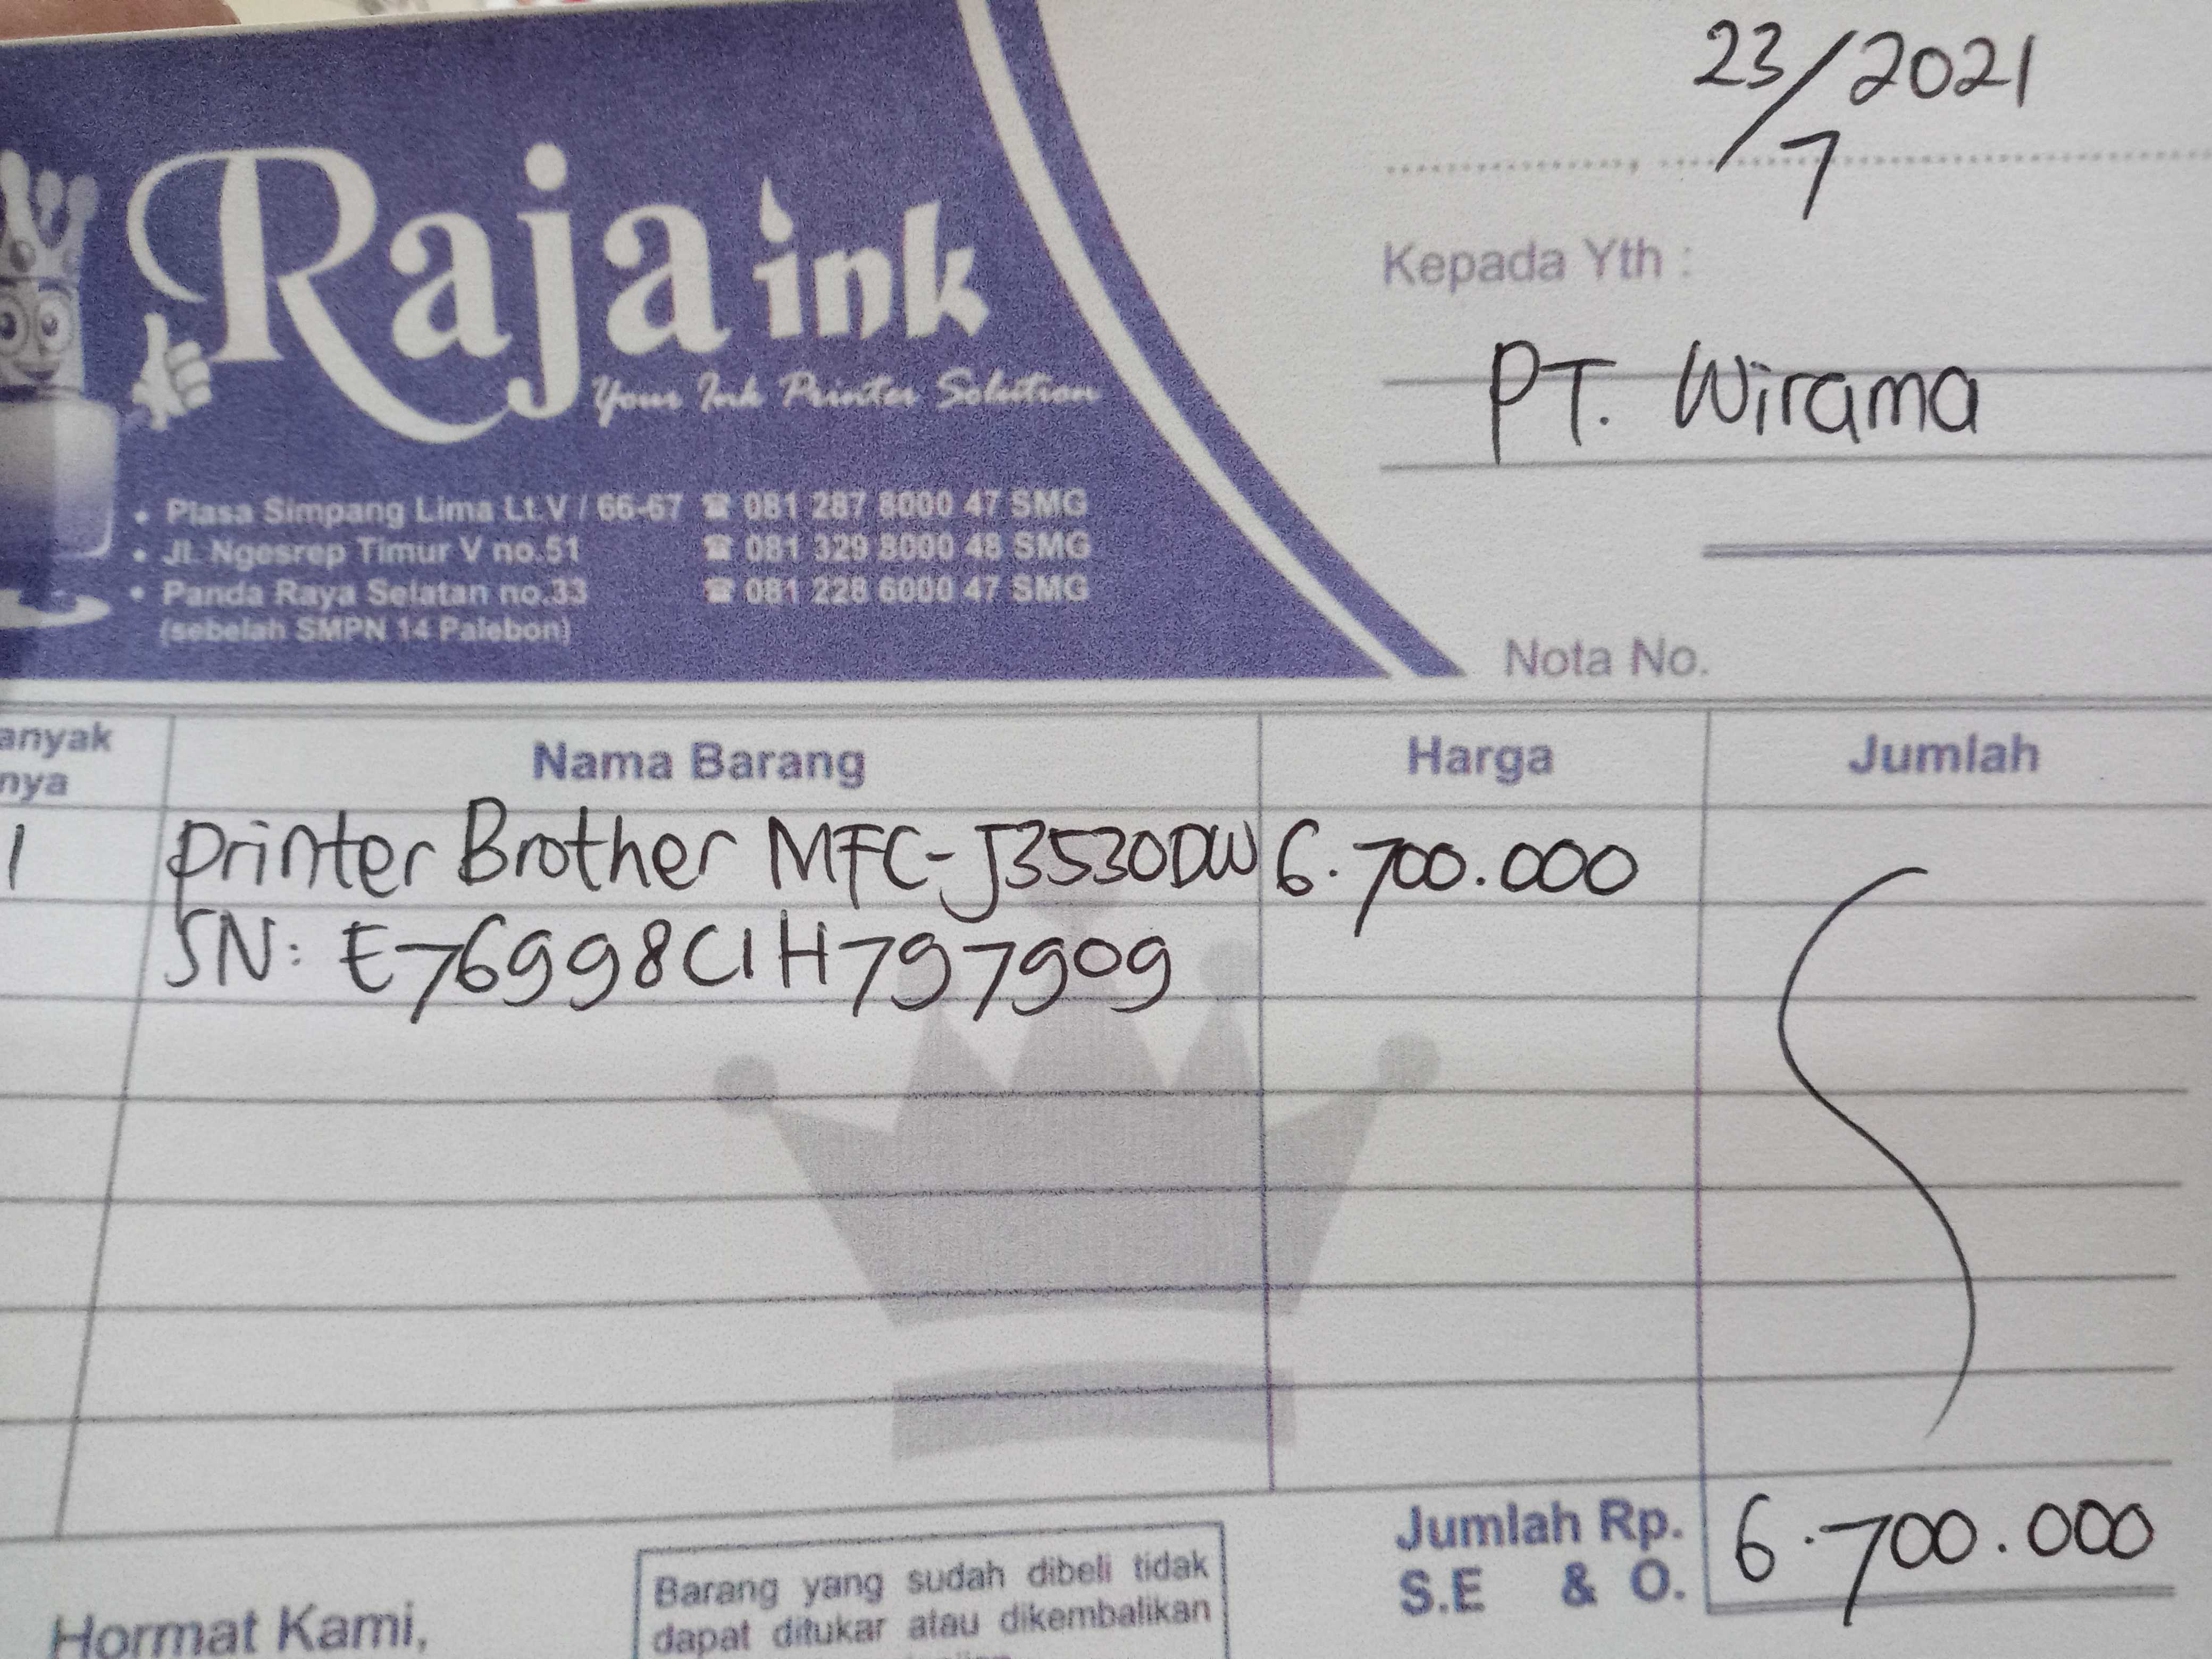 23/7/2021
Raja ink
Your Ink Printer Solution
Kepada Yth :
PT. Wirama
• Plasa Simpang Lima Lt.V / 66-67 ☎ 081 287 8000 47 SMG
• Jl. Ngesrep Timur V no.51 ☎ 081 329 8000 48 SMG
• Panda Raya Selatan no.33 ☎ 081 228 6000 47 SMG
(sebelah SMPN 14 Palebon)
Nota No.
anyak
nya
Nama Barang
Harga
Jumlah
1 printer Brother MFC-J3530DW 6.700.000
SN: E76998C1H797909
Jumlah Rp. 6.700.000
S.E & O.
Hormat Kami,
Barang yang sudah dibeli tidak
dapat ditukar atau dikembalikan